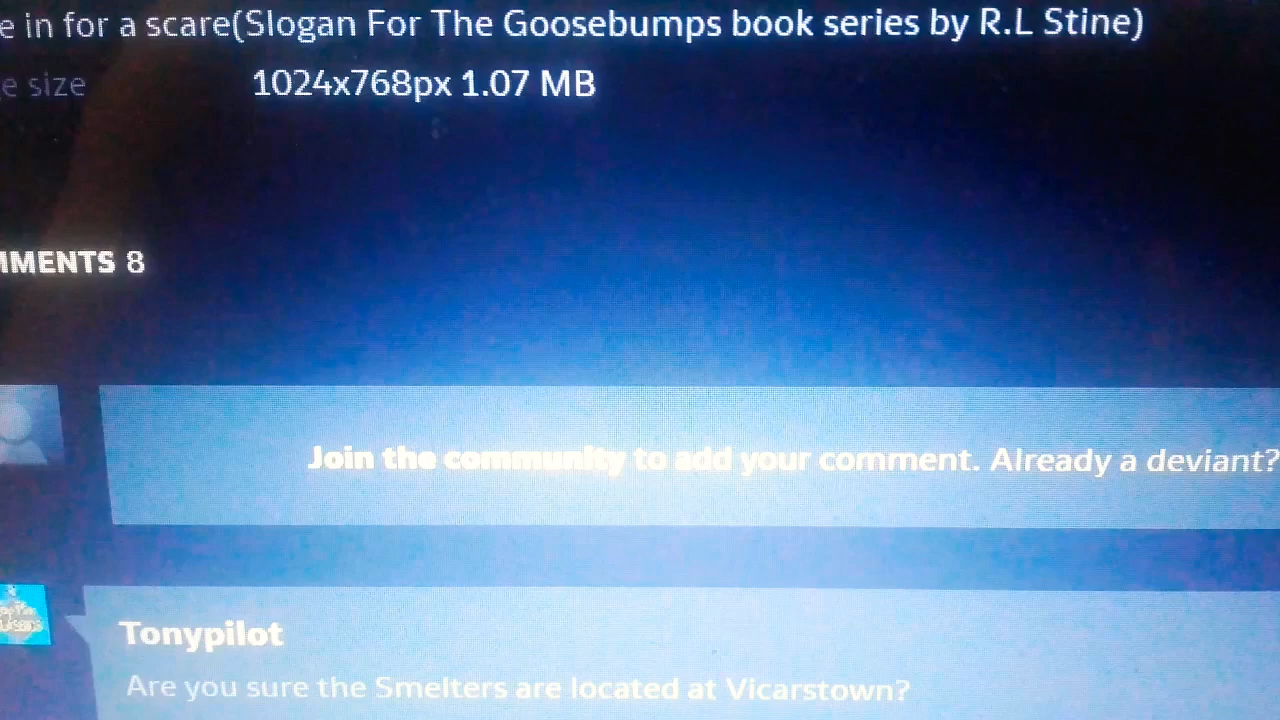 e in for a scare(Slogan For The Goosebumps book series by R.L Stine)
e size 1024x768px 1.07 MB
MMENTS 8
Join the community to add your comment. Already a deviant?
Tonypilot
Are you sure the Smelters are located at Vicarstown?